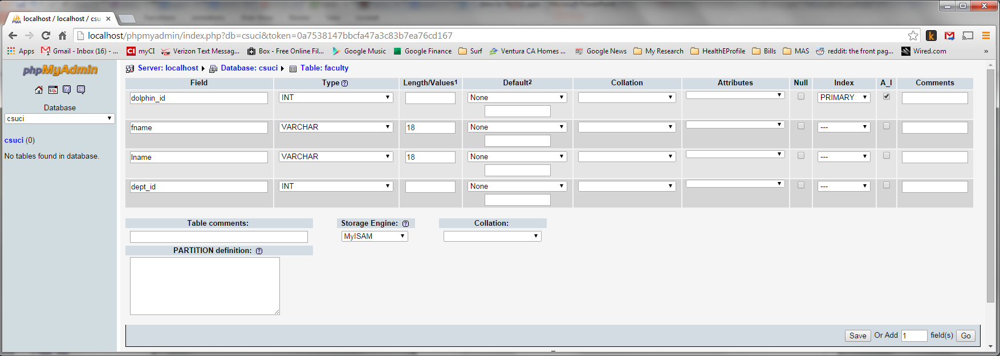 localhost / localhost / csu
localhost/phpmyadmin/index.php?db=csuci&token=0a7538147bbcfa47a3c83b7ea76cd167
Apps Gmail - Inbox (16) - ... myCI Verizon Text Messag... Box - Free Online Fil... Google Music Google Finance Surf Ventura CA Homes ... Google News My Research HealthEProfile Bills MAS reddit: the front pag... Wired.com »
phpMyAdmin
Database
csuci
csuci (0)
No tables found in database.
Server: localhost Database: csuci Table: faculty
Field Type Length/Values1 Default2 Collation Attributes Null Index A_I Comments
dolphin_id INT None PRIMARY
fname VARCHAR 18 None ---
lname VARCHAR 18 None ---
dept_id INT None ---
Table comments: Storage Engine: Collation:
MyISAM
PARTITION definition:
Save Or Add 1 field(s) Go